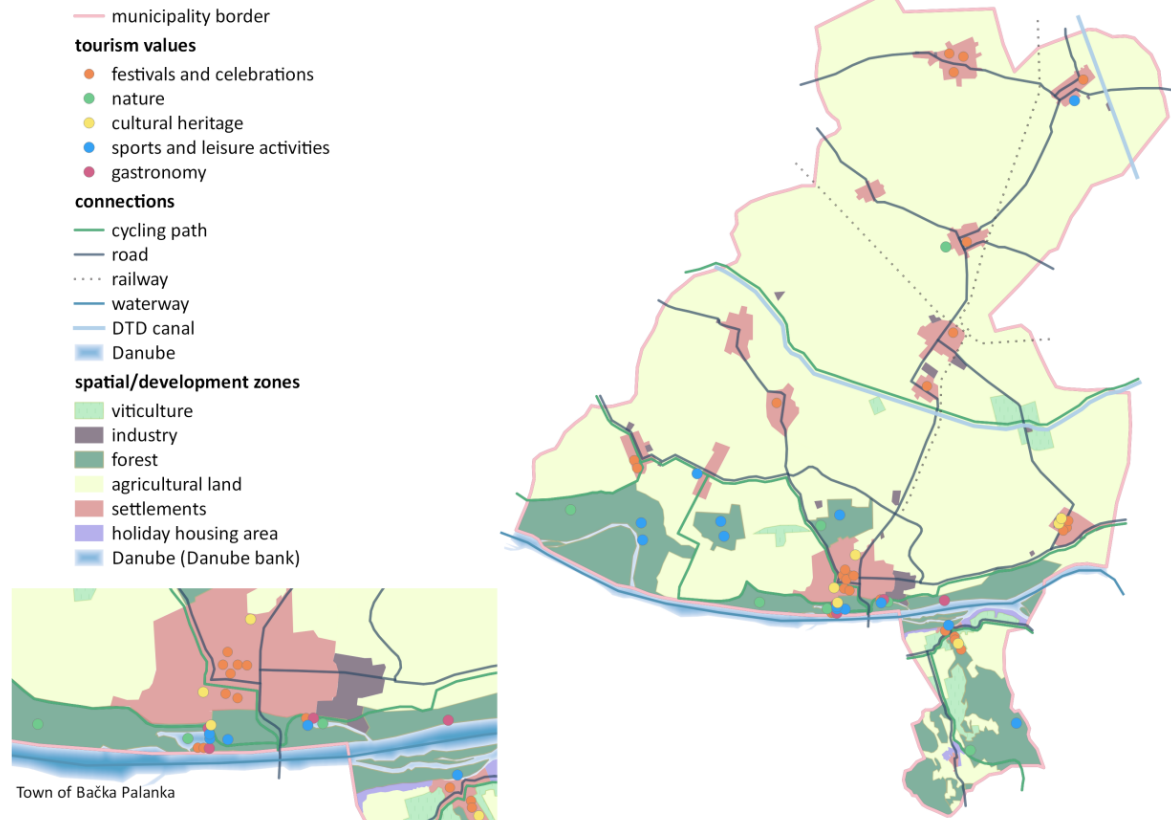 municipality border
tourism values
festivals and celebrations
nature
cultural heritage
sports and leisure activities
gastronomy
connections
cycling path
road
railway
waterway
DTD canal
Danube
spatial/development zones
viticulture
industry
forest
agricultural land
settlements
holiday housing area
Danube (Danube bank)
Town of Bačka Palanka